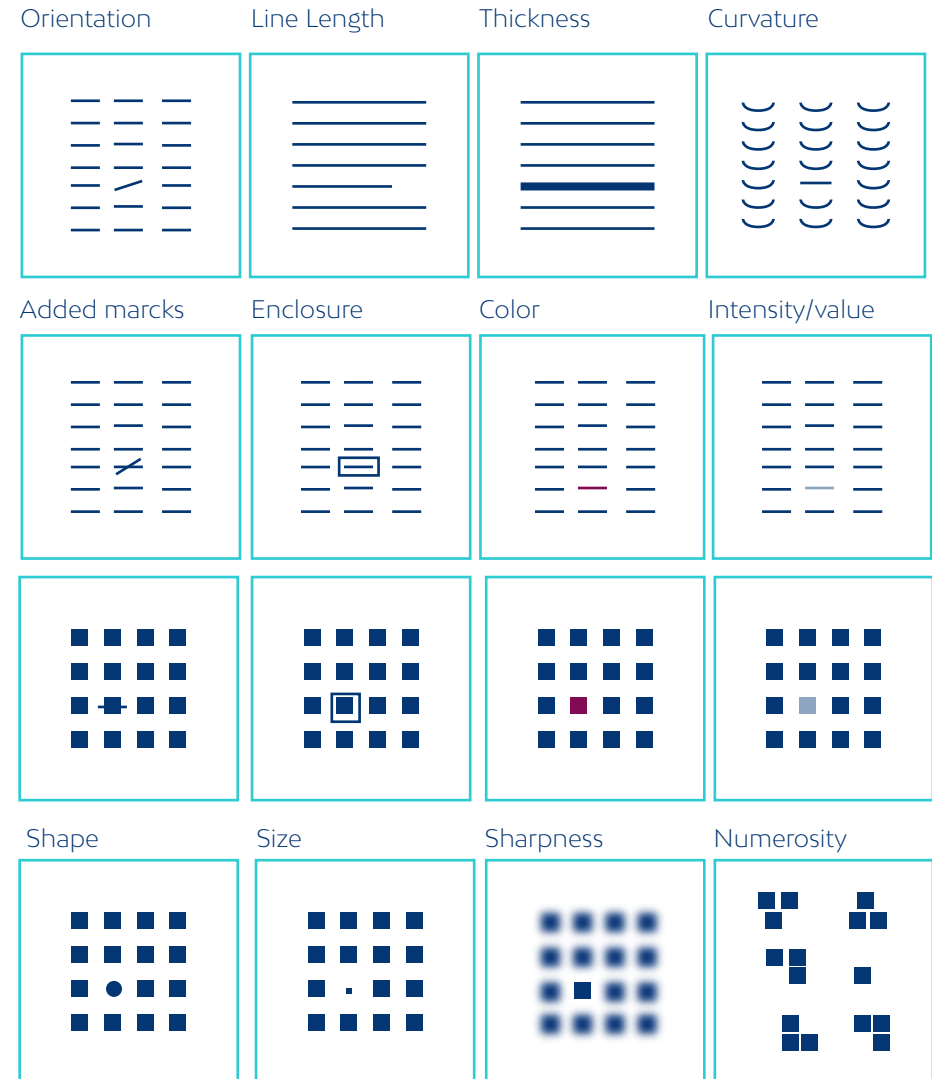 Orientation
Line Length
Thickness
Curvature
Added marcks
Enclosure
Color
Intensity/value
Shape
Size
Sharpness
Numerosity